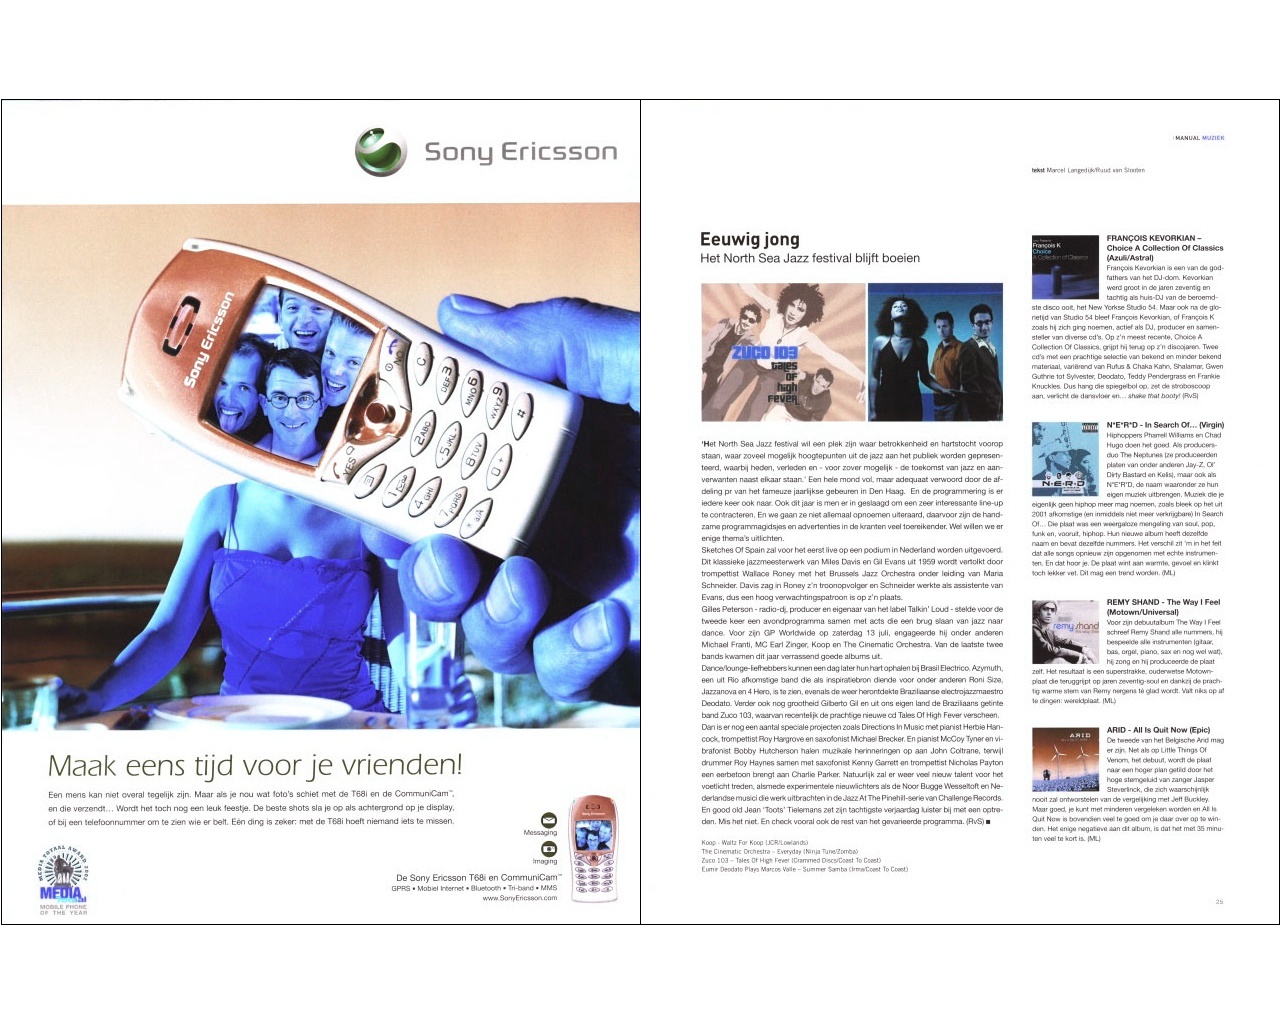 Sony Ericsson
Sony Ericsson
Maak eens tijd voor je vrienden!
Een mens kan niet overal tegelijk zijn. Maar als je nou wat foto's schiet met de T68i en de CommuniCam™,
en die verzendt… Wordt het toch nog een leuk feestje. De beste shots sla je op als achtergrond op je display,
of bij een telefoonnummer om te zien wie er belt. Eén ding is zeker: met de T68i hoeft niemand iets te missen.
Messaging
Imaging
De Sony Ericsson T68i en CommuniCam™
GPRS • Mobiel Internet • Bluetooth • Tri-band • MMS
www.SonyEricsson.com
MEDIA TOTAAL AWARD
MEDIA
MOBILE PHONE
OF THE YEAR
MANUAL MUZIEK
tekst Marcel Langedijk/Ruud van Slooten
Eeuwig jong
Het North Sea Jazz festival blijft boeien
ZUCO 103
tales
of
high
fever
'Het North Sea Jazz festival wil een plek zijn waar betrokkenheid en hartstocht voorop
staan, waar zoveel mogelijk hoogtepunten uit de jazz aan het publiek worden gepresen-
teerd, waarbij heden, verleden en - voor zover mogelijk - de toekomst van jazz en aan-
verwanten naast elkaar staan.' Een hele mond vol, maar adequaat verwoord door de af-
deling pr van het fameuze jaarlijkse gebeuren in Den Haag. En de programmering is er
iedere keer ook naar. Ook dit jaar is men er in geslaagd om een zeer interessante line-up
te contracteren. En we gaan ze niet allemaal opnoemen uiteraard, daarvoor zijn de hand-
zame programmagidsjes en advertenties in de kranten veel toereikender. Wel willen we er
enige thema's uitlichten.
Sketches Of Spain zal voor het eerst live op een podium in Nederland worden uitgevoerd.
Dit klassieke jazzmeesterwerk van Miles Davis en Gil Evans uit 1959 wordt vertolkt door
trompettist Wallace Roney met het Brussels Jazz Orchestra onder leiding van Maria
Schneider. Davis zag in Roney z'n troonopvolger en Schneider werkte als assistente van
Evans, dus een hoog verwachtingspatroon is op z'n plaats.
Gilles Peterson - radio-dj, producer en eigenaar van het label Talkin' Loud - stelde voor de
tweede keer een avondprogramma samen met acts die een brug slaan van jazz naar
dance. Voor zijn GP Worldwide op zaterdag 13 juli, engageerde hij onder anderen
Michael Franti, MC Earl Zinger, Koop en The Cinematic Orchestra. Van de laatste twee
bands kwamen dit jaar verrassend goede albums uit.
Dance/lounge-liefhebbers kunnen een dag later hun hart ophalen bij Brasil Electrico. Azymuth,
een uit Rio afkomstige band die als inspiratiebron diende voor onder anderen Roni Size,
Jazzanova en 4 Hero, is te zien, evenals de weer herontdekte Braziliaanse electrojazzmaestro
Deodato. Verder ook nog grootheid Gilberto Gil en uit ons eigen land de Braziliaans getinte
band Zuco 103, waarvan recentelijk de prachtige nieuwe cd Tales Of High Fever verscheen.
Dan is er nog een aantal speciale projecten zoals Directions In Music met pianist Herbie Han-
cock, trompettist Roy Hargrove en saxofonist Michael Brecker. En pianist McCoy Tyner en vi-
brafonist Bobby Hutcherson halen muzikale herinneringen op aan John Coltrane, terwijl
drummer Roy Haynes samen met saxofonist Kenny Garrett en trompettist Nicholas Payton
een eerbetoon brengt aan Charlie Parker. Natuurlijk zal er weer veel nieuw talent voor het
voetlicht treden, alsmede experimentele nieuwlichters als de Noor Bugge Wesseltoft en Ne-
derlandse musici die werk uitbrachten in de Jazz At The Pinehill-serie van Challenge Records.
En good old Jean 'Toots' Tielemans zet zijn tachtigste verjaardag luister bij met een optre-
den. Mis het niet. En check vooral ook de rest van het gevarieerde programma. (RvS) ■
Koop - Waltz For Koop (JCR/Lowlands)
The Cinematic Orchestra – Everyday (Ninja Tune/Zomba)
Zuco 103 – Tales Of High Fever (Crammed Discs/Coast To Coast)
Eumir Deodato Plays Marcos Valle – Summer Samba (Irma/Coast To Coast)
François K
Choice
A Collection of Classics
FRANÇOIS KEVORKIAN –
Choice A Collection Of Classics
(Azuli/Astral)
François Kevorkian is een van de god-
fathers van het DJ-dom. Kevorkian
werd groot in de jaren zeventig en
tachtig als huis-DJ van de beroemd-
ste disco ooit, het New Yorkse Studio 54. Maar ook na de glo-
rietijd van Studio 54 bleef François Kevorkian, of François K
zoals hij zich ging noemen, actief als DJ, producer en samen-
steller van diverse cd's. Op z'n meest recente, Choice A
Collection Of Classics, grijpt hij terug op z'n discojaren. Twee
cd's met een prachtige selectie van bekend en minder bekend
materiaal, variërend van Rufus & Chaka Kahn, Shalamar, Gwen
Guthrie tot Sylvester, Deodato, Teddy Pendergrass en Frankie
Knuckles. Dus hang die spiegelbol op, zet de stroboscoop
aan, verlicht de dansvloer en… shake that booty! (RvS)
N·E·R·D
N*E*R*D - In Search Of… (Virgin)
Hiphoppers Pharrell Williams en Chad
Hugo doen het goed. Als producers-
duo The Neptunes (ze produceerden
platen van onder anderen Jay-Z, Ol'
Dirty Bastard en Kelis), maar ook als
N*E*R*D, de naam waaronder ze hun
eigen muziek uitbrengen. Muziek die je
eigenlijk geen hiphop meer mag noemen, zoals bleek op het uit
2001 afkomstige (en inmiddels niet meer verkrijgbare) In Search
Of… Die plaat was een weergaloze mengeling van soul, pop,
funk en, vooruit, hiphop. Hun nieuwe album heeft dezelfde
naam en bevat dezelfde nummers. Het verschil zit 'm in het feit
dat alle songs opnieuw zijn opgenomen met echte instrumen-
ten. En dat hoor je. De plaat wint aan warmte, gevoel en klinkt
toch lekker vet. Dit mag een trend worden. (ML)
remy shand
REMY SHAND - The Way I Feel
(Motown/Universal)
Voor zijn debuutalbum The Way I Feel
schreef Remy Shand alle nummers, hij
bespeelde alle instrumenten (gitaar,
bas, orgel, piano, sax en nog wel wat),
hij zong en hij produceerde de plaat
zelf. Het resultaat is een superstrakke, ouderwetse Motown-
plaat die teruggrijpt op jaren zeventig-soul en dankzij de prach-
tig warme stem van Remy nergens té glad wordt. Valt niks op af
te dingen: wereldplaat. (ML)
ARID
ARID - All Is Quit Now (Epic)
De tweede van het Belgische Arid mag
er zijn. Net als op Little Things Of
Venom, het debuut, wordt de plaat
naar een hoger plan getild door het
hoge stemgeluid van zanger Jasper
Steverlinck, die zich waarschijnlijk
nooit zal ontworstelen van de vergelijking met Jeff Buckley.
Maar goed, je kunt met minderen vergeleken worden en All Is
Quit Now is bovendien veel te goed om je daar over op te win-
den. Het enige negatieve aan dit album, is dat het met 35 minu-
ten veel te kort is. (ML)
25